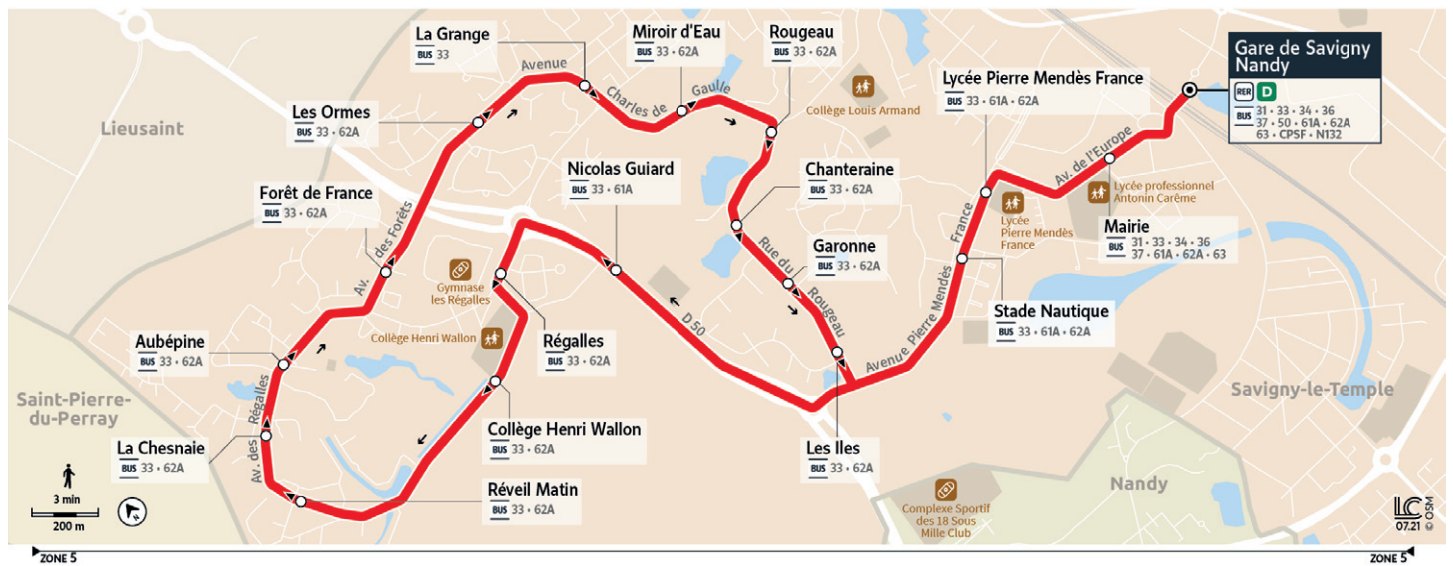 La Grange
BUS 33
Miroir d'Eau
BUS 33 • 62A
Rougeau
BUS 33 • 62A
Gare de Savigny
Nandy
RER D
BUS 31 • 33 • 34 • 36
37 • 50 • 61A • 62A
63 • CPSF • N132
Lycée Pierre Mendès France
BUS 33 • 61A • 62A
Collège Louis Armand
Avenue
Charles de
Gaulle
Les Ormes
BUS 33 • 62A
Lieusaint
Nicolas Guiard
BUS 33 • 61A
Chanteraine
BUS 33 • 62A
Av. de l'Europe
Lycée professionnel
Antonin Carême
Forêt de France
BUS 33 • 62A
Lycée
Pierre Mendès
France
Mairie
BUS 31 • 33 • 34 • 36
37 • 61A • 62A • 63
Av. des Forêts
Rue du
Rougeau
Garonne
BUS 33 • 62A
Gymnase
les Régalles
Avenue Pierre Mendès France
Stade Nautique
BUS 33 • 61A • 62A
D 50
Collège Henri Wallon
Régalles
BUS 33 • 62A
Aubépine
BUS 33 • 62A
Saint-Pierre-
du-Perray
Savigny-le-Temple
Av. des Régalles
Collège Henri Wallon
BUS 33 • 62A
La Chesnaie
BUS 33 • 62A
Les Iles
BUS 33 • 62A
Réveil Matin
BUS 33 • 62A
Nandy
Complexe Sportif
des 18 Sous
Mille Club
3 min
200 m
LC
07.21
© OSM
ZONE 5
ZONE 5